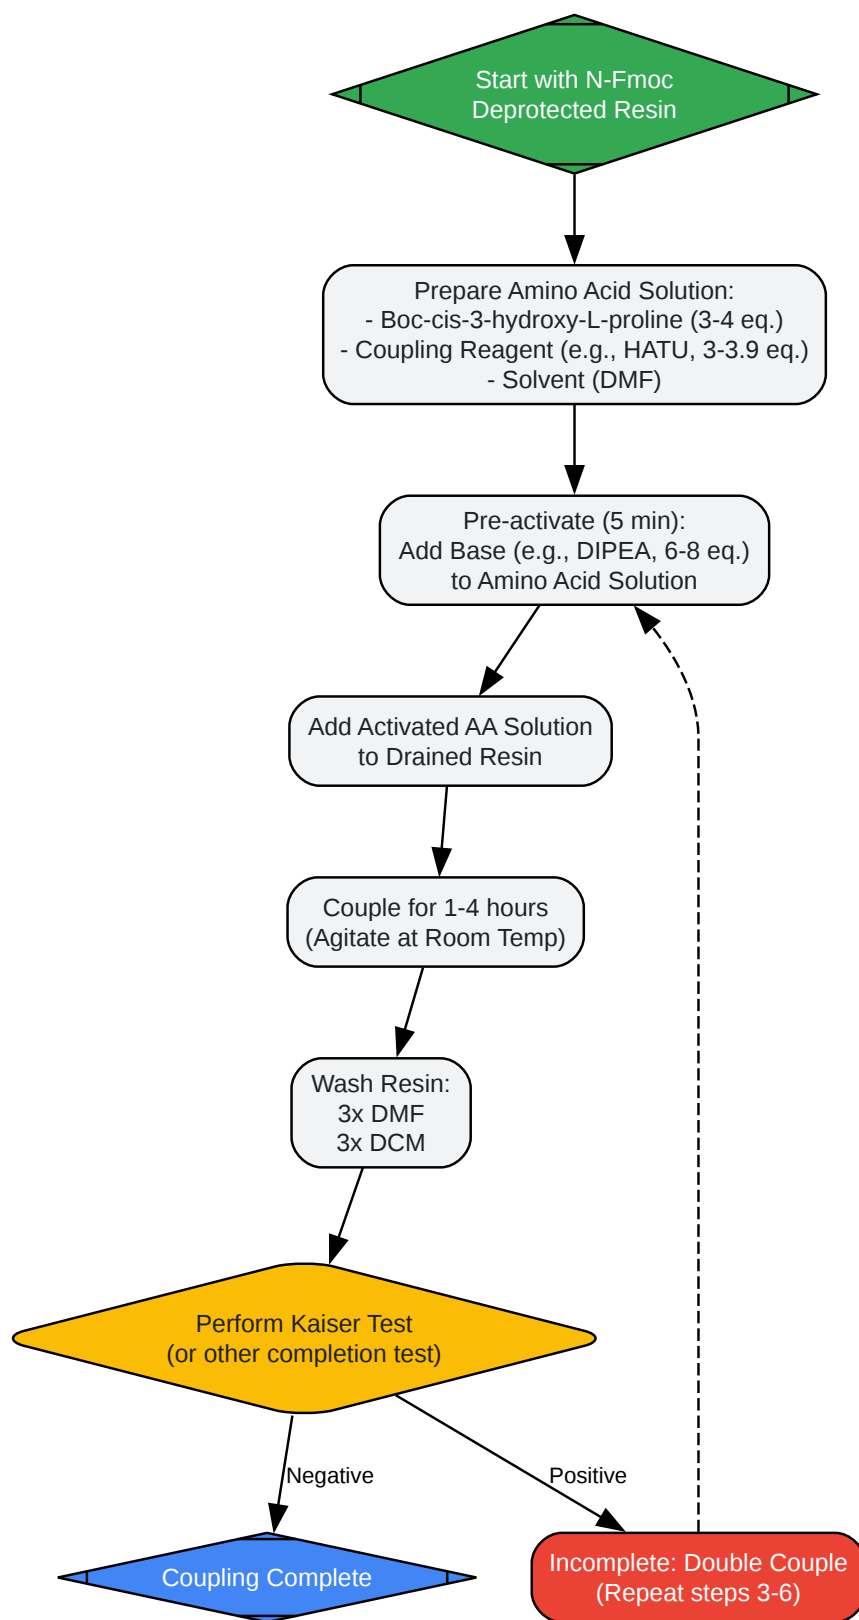 Start with N-Fmoc
Deprotected Resin
Prepare Amino Acid Solution:
- Boc-cis-3-hydroxy-L-proline (3-4 eq.)
- Coupling Reagent (e.g., HATU, 3-3.9 eq.)
- Solvent (DMF)
Pre-activate (5 min):
Add Base (e.g., DIPEA, 6-8 eq.)
to Amino Acid Solution
Add Activated AA Solution
to Drained Resin
Couple for 1-4 hours
(Agitate at Room Temp)
Wash Resin:
3x DMF
3x DCM
Perform Kaiser Test
(or other completion test)
Negative
Positive
Coupling Complete
Incomplete: Double Couple
(Repeat steps 3-6)